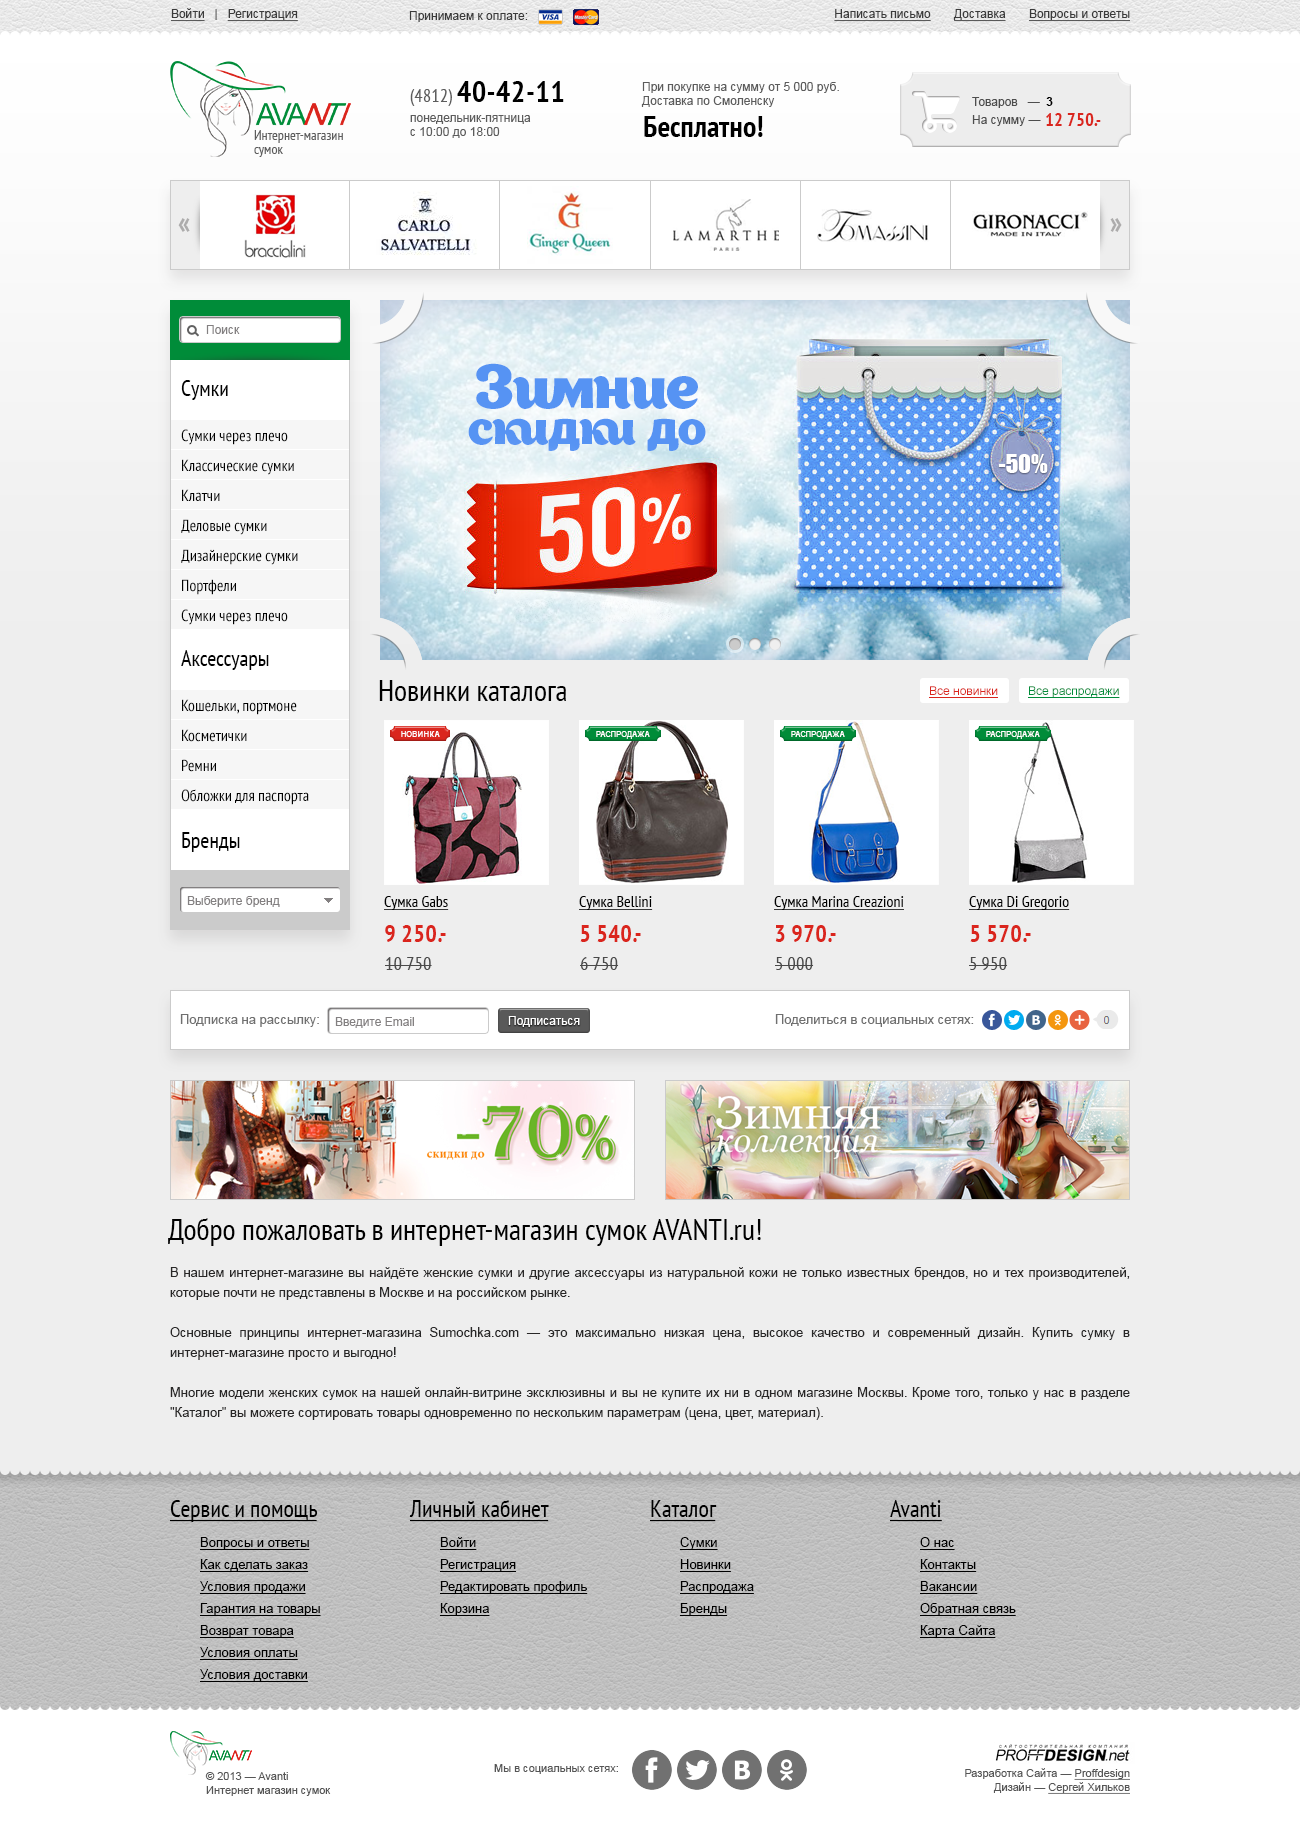 Войти | Регистрация
Принимаем к оплате: VISA MasterCard
Написать письмо Доставка Вопросы и ответы
AVANTI
Интернет-магазин
сумок
(4812) 40-42-11
понедельник-пятница
с 10:00 до 18:00
При покупке на сумму от 5 000 руб.
Доставка по Смоленску
Бесплатно!
Товаров — 3
На сумму — 12 750.-
« »
braccialini
CARLO
SALVATELLI
G
Ginger Queen
LAMARTHE
PARIS
TOMASSINI
GIRONACCI®
MADE IN ITALY
Поиск
Сумки
Сумки через плечо
Классические сумки
Клатчи
Деловые сумки
Дизайнерские сумки
Портфели
Сумки через плечо
Аксессуары
Кошельки, портмоне
Косметички
Ремни
Обложки для паспорта
Бренды
Выберите бренд
Зимние
скидки до
50%
-50%
Новинки каталога
Все новинки Все распродажи
НОВИНКА
Сумка Gabs
9 250.-
10 750
РАСПРОДАЖА
Сумка Bellini
5 540.-
6 750
РАСПРОДАЖА
Сумка Marina Creazioni
3 970.-
5 000
РАСПРОДАЖА
Сумка Di Gregorio
5 570.-
5 950
Подписка на рассылку: Введите Email Подписаться
Поделиться в социальных сетях: 0
скидки до -70%
Зимняя
коллекция
Добро пожаловать в интернет-магазин сумок AVANTI.ru!
В нашем интернет-магазине вы найдёте женские сумки и другие аксессуары из натуральной кожи не только известных брендов, но и тех производителей,
которые почти не представлены в Москве и на российском рынке.
Основные принципы интернет-магазина Sumochka.com — это максимально низкая цена, высокое качество и современный дизайн. Купить сумку в
интернет-магазине просто и выгодно!
Многие модели женских сумок на нашей онлайн-витрине эксклюзивны и вы не купите их ни в одном магазине Москвы. Кроме того, только у нас в разделе
"Каталог" вы можете сортировать товары одновременно по нескольким параметрам (цена, цвет, материал).
Сервис и помощь
Вопросы и ответы
Как сделать заказ
Условия продажи
Гарантия на товары
Возврат товара
Условия оплаты
Условия доставки
Личный кабинет
Войти
Регистрация
Редактировать профиль
Корзина
Каталог
Сумки
Новинки
Распродажа
Бренды
Avanti
О нас
Контакты
Вакансии
Обратная связь
Карта Сайта
AVANTI
© 2013 — Avanti
Интернет магазин сумок
Мы в социальных сетях:
САЙТОСТРОИТЕЛЬНАЯ КОМПАНИЯ
PROFFDESIGN.net
Разработка Сайта — Proffdesign
Дизайн — Сергей Хильков